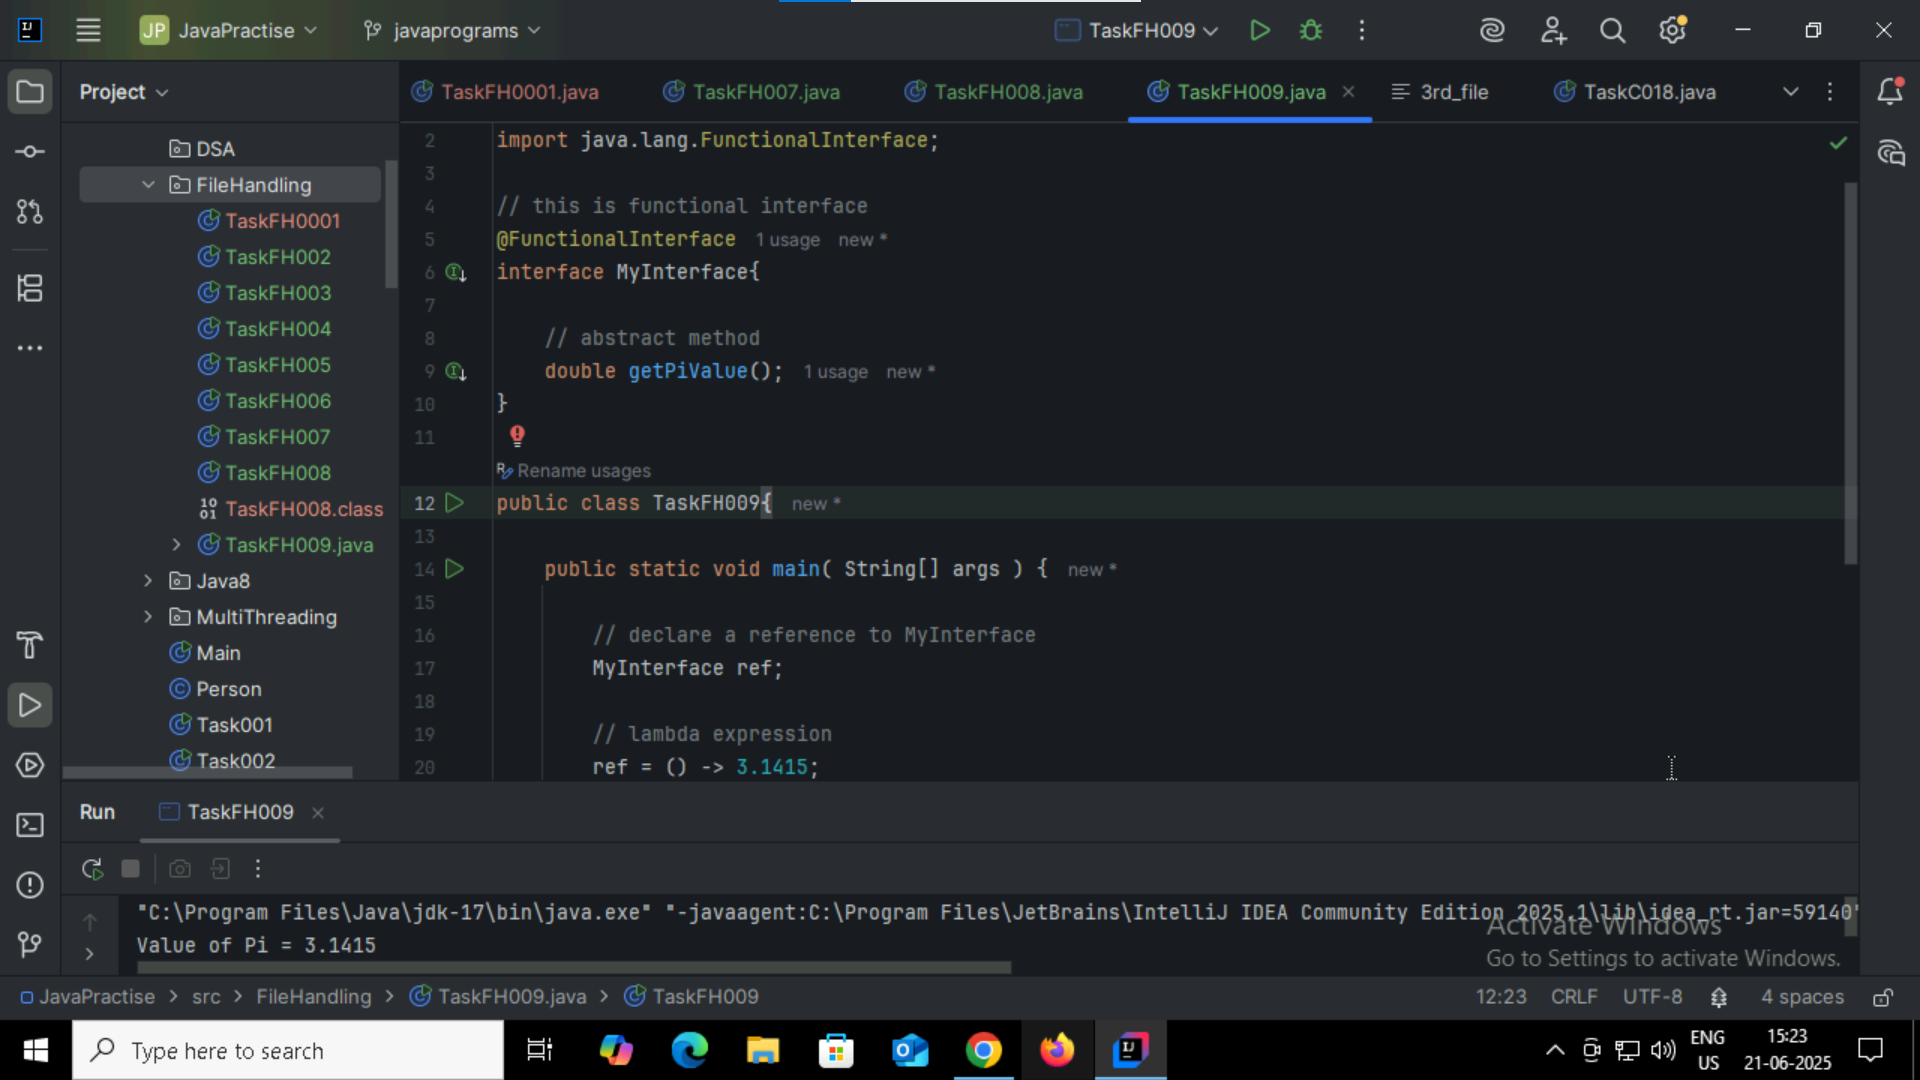 JP JavaPractise javaprograms TaskFH009
Project
TaskFH0001.java TaskFH007.java TaskFH008.java TaskFH009.java 3rd_file TaskC018.java
DSA
FileHandling
TaskFH0001
TaskFH002
TaskFH003
TaskFH004
TaskFH005
TaskFH006
TaskFH007
TaskFH008
TaskFH008.class
TaskFH009.java
Java8
MultiThreading
Main
Person
Task001
Task002
2 import java.lang.FunctionalInterface;
3
4 // this is functional interface
5 @FunctionalInterface 1 usage new *
6 interface MyInterface{
7
8 // abstract method
9 double getPiValue(); 1 usage new *
10 }
11
Rename usages
12 public class TaskFH009{ new *
13
14 public static void main( String[] args ) { new *
15
16 // declare a reference to MyInterface
17 MyInterface ref;
18
19 // lambda expression
20 ref = () -> 3.1415;
Run TaskFH009
"C:\Program Files\Java\jdk-17\bin\java.exe" "-javaagent:C:\Program Files\JetBrains\IntelliJ IDEA Community Edition 2025.1\lib\idea_rt.jar=59140"
Value of Pi = 3.1415
Activate Windows
Go to Settings to activate Windows.
JavaPractise > src > FileHandling > TaskFH009.java > TaskFH009 12:23 CRLF UTF-8 4 spaces
Type here to search
ENG
US
15:23
21-06-2025